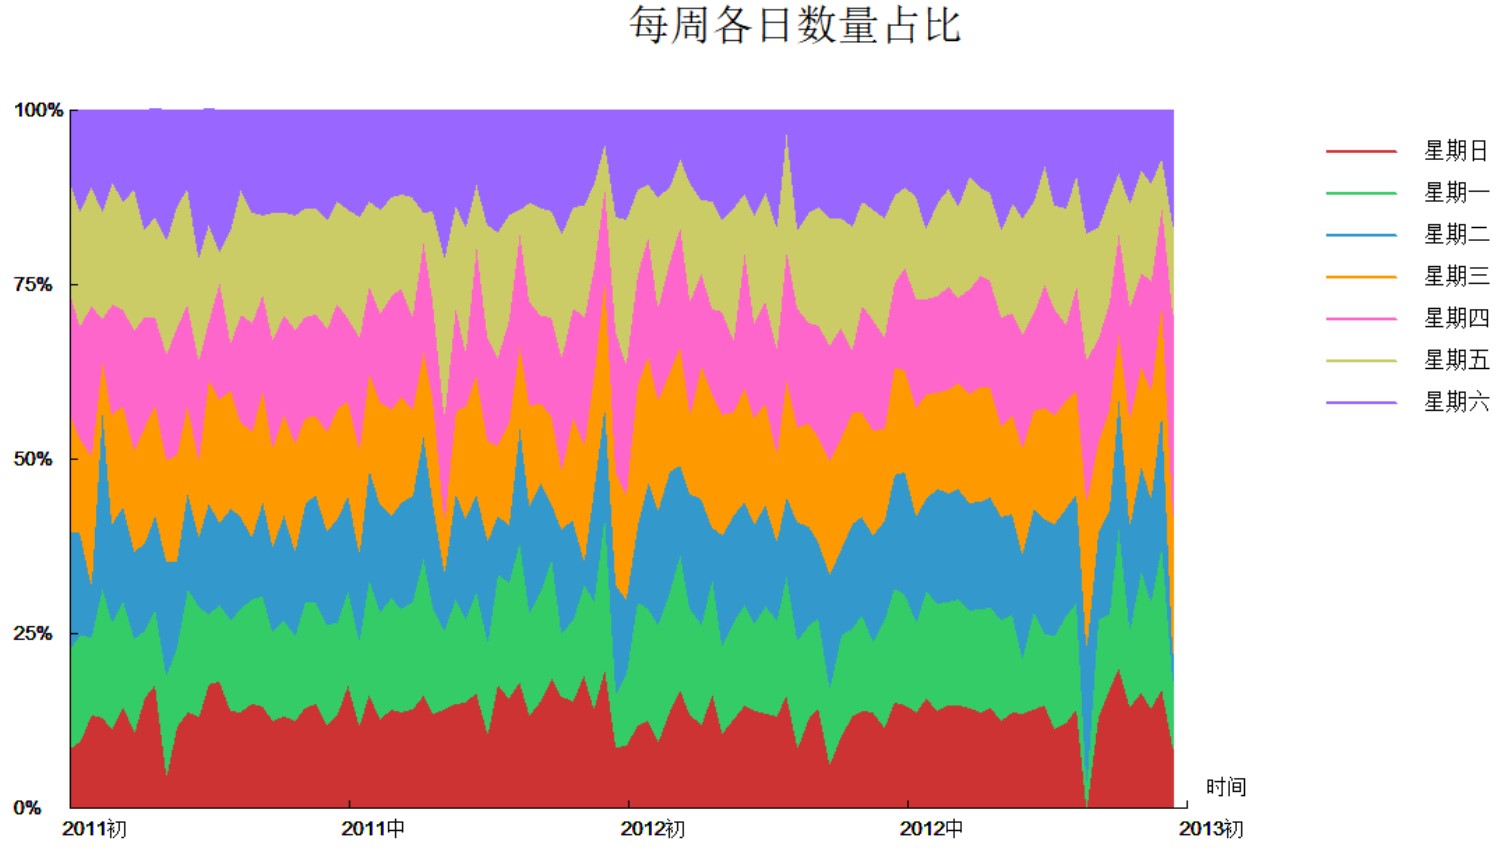 每周各日数量占比
100%
75%
50%
25%
0%
2011初
2011中
2012初
2012中
2013初
时间
星期日
星期一
星期二
星期三
星期四
星期五
星期六